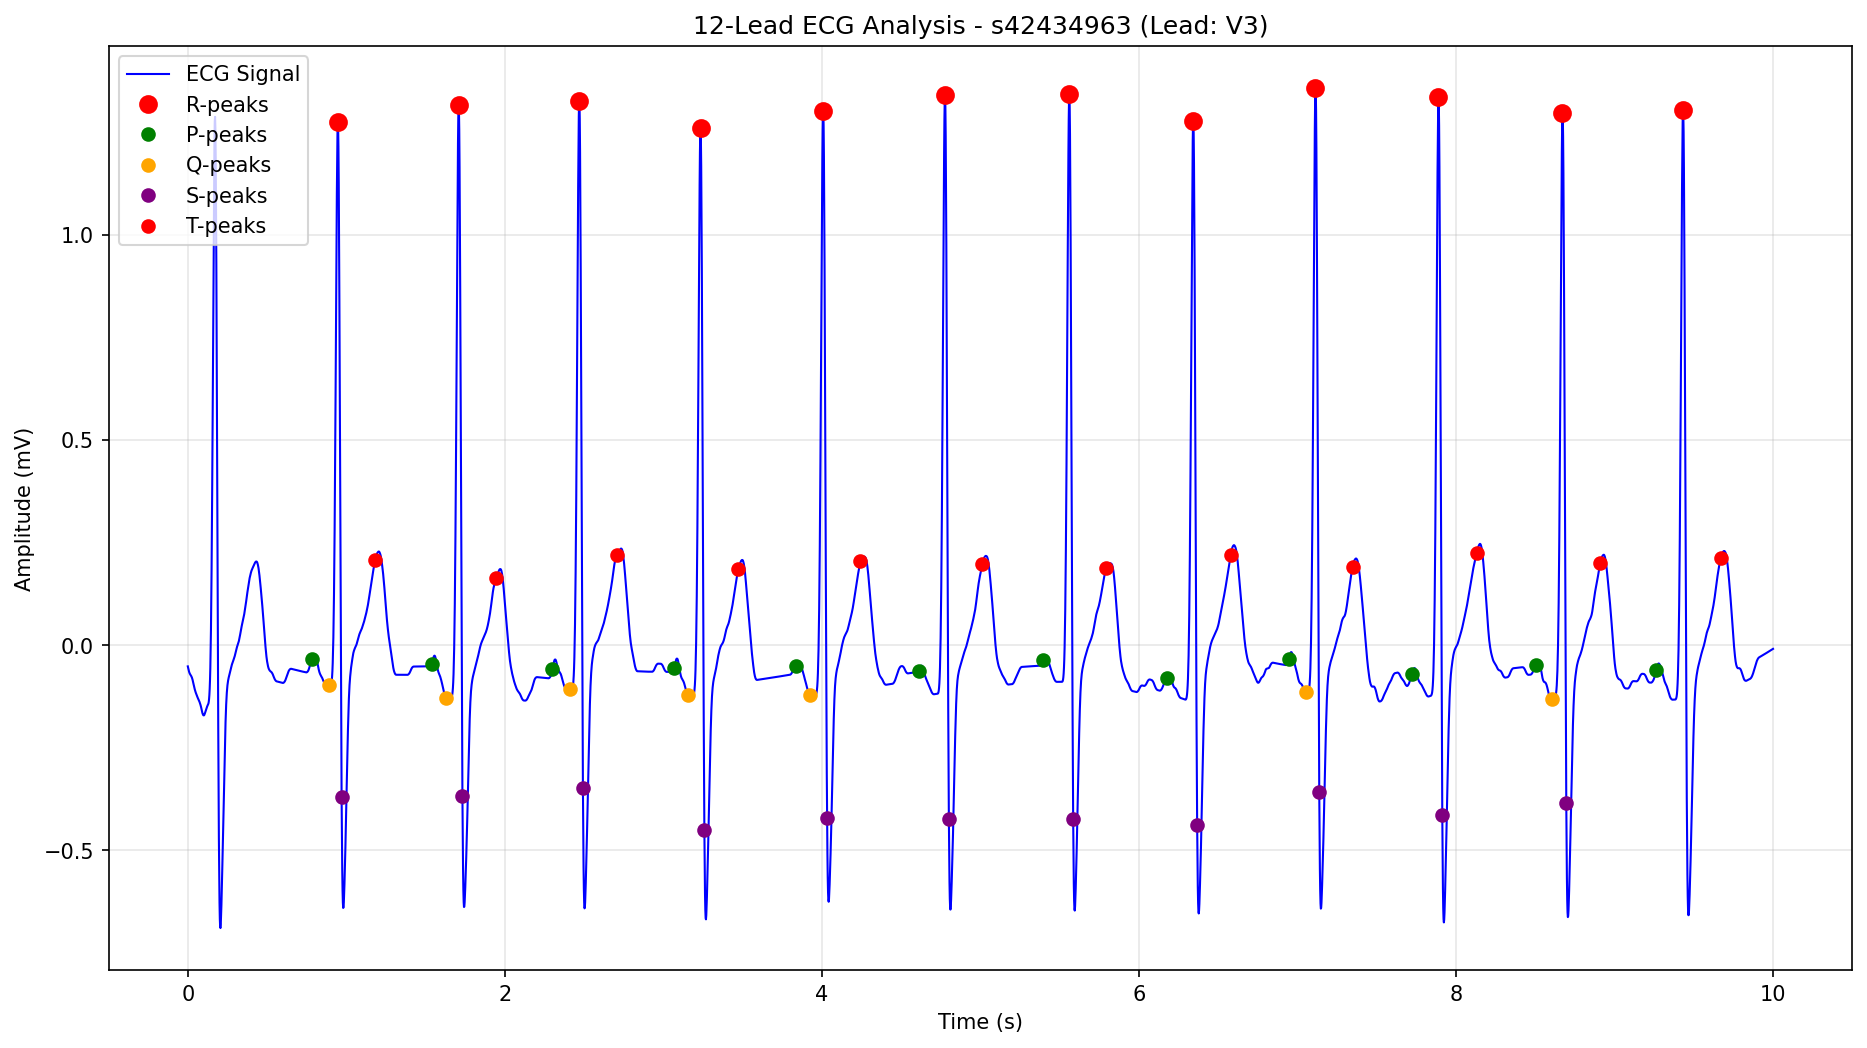 12-Lead ECG Analysis - s42434963 (Lead: V3)
ECG Signal
R-peaks
P-peaks
Q-peaks
S-peaks
T-peaks
1.0
0.5
0.0
−0.5
Amplitude (mV)
0 2 4 6 8 10
Time (s)